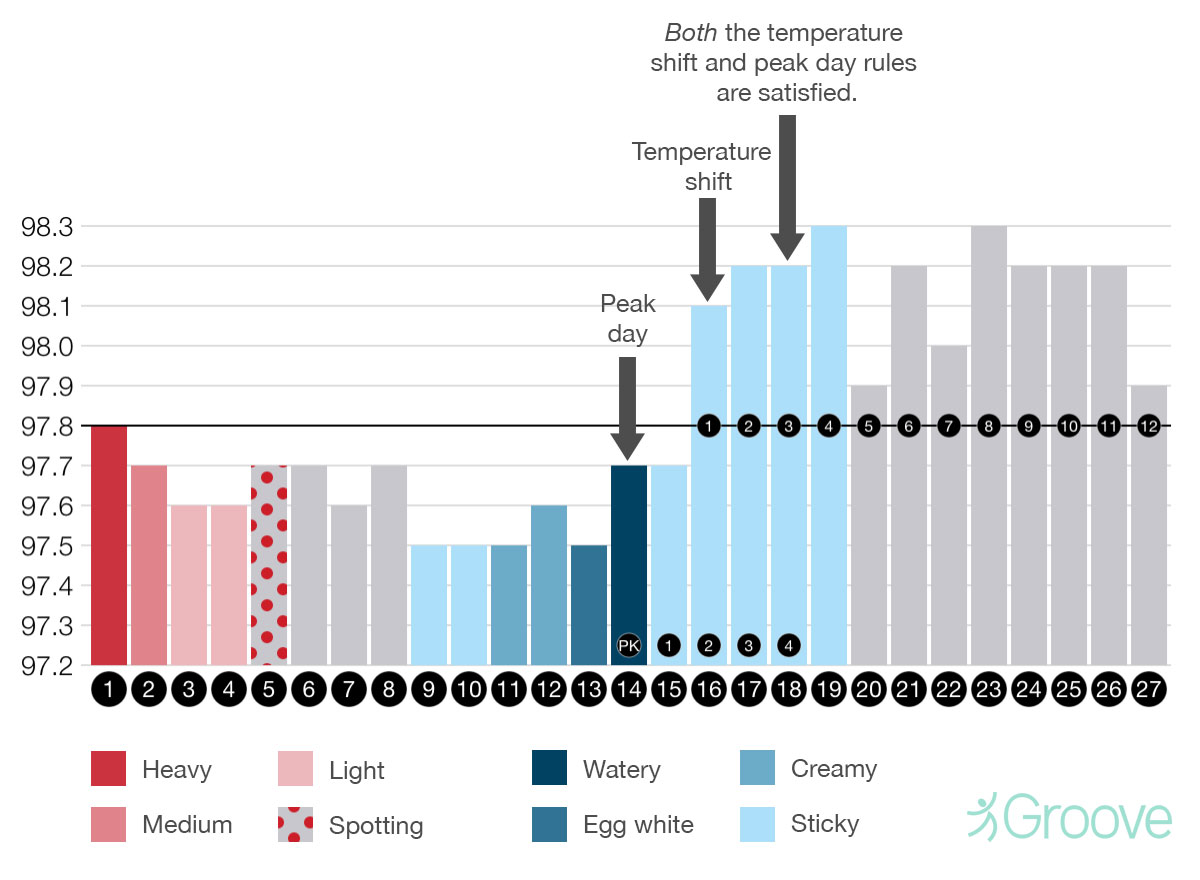 Both the temperature
shift and peak day rules
are satisfied.
Temperature
shift
Peak
day
98.3
98.2
98.1
98.0
97.9
97.8
1 2 3 4 5 6 7 8 9 10 11 12
97.7
97.6
97.5
97.4
97.3
PK 1 2 3 4
97.2
1 2 3 4 5 6 7 8 9 10 11 12 13 14 15 16 17 18 19 20 21 22 23 24 25 26 27
Heavy Light Watery Creamy
Medium Spotting Egg white Sticky
Groove